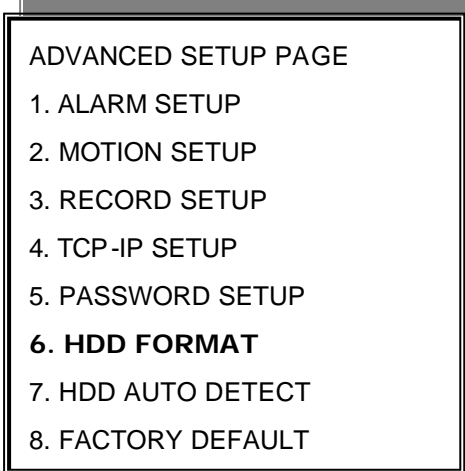 ADVANCED SETUP PAGE
1. ALARM SETUP
2. MOTION SETUP
3. RECORD SETUP
4. TCP-IP SETUP
5. PASSWORD SETUP
6. HDD FORMAT
7. HDD AUTO DETECT
8. FACTORY DEFAULT